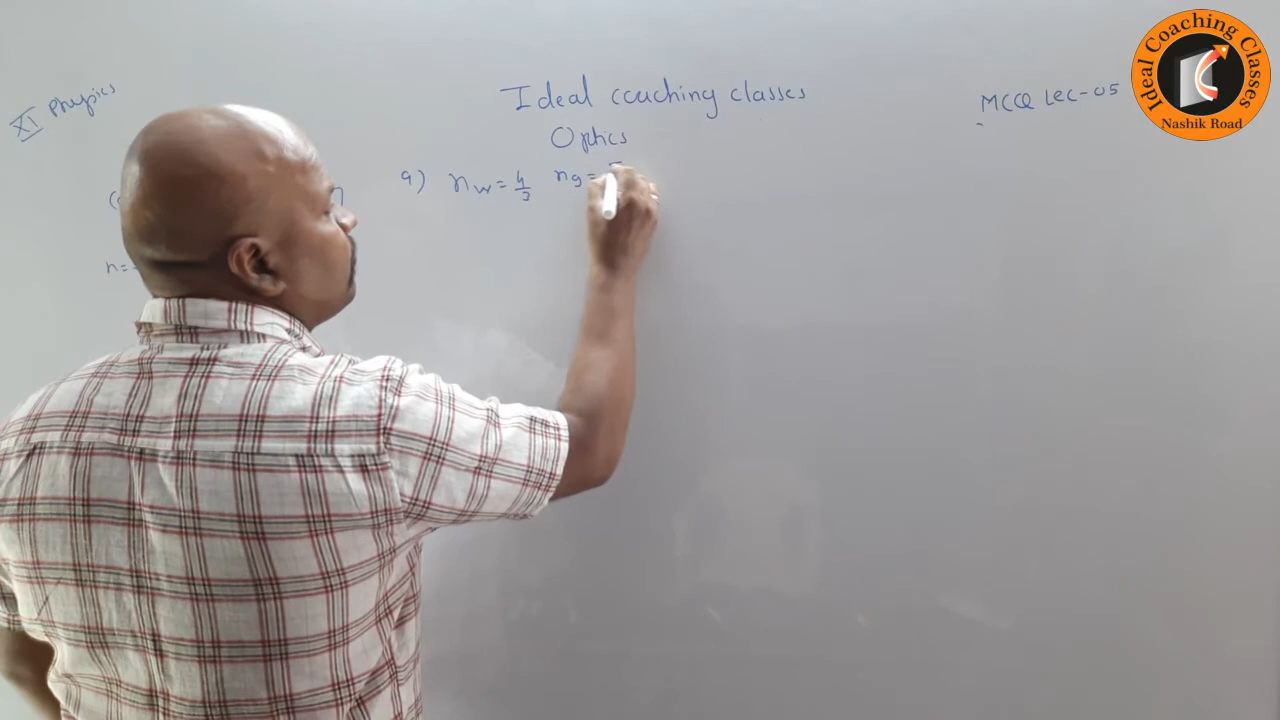 Ideal Coaching Classes
Nashik Road
XI Physics
Ideal coaching classes
MCQ Lec-05
Optics
9) nw = 4/3 ng =
n =